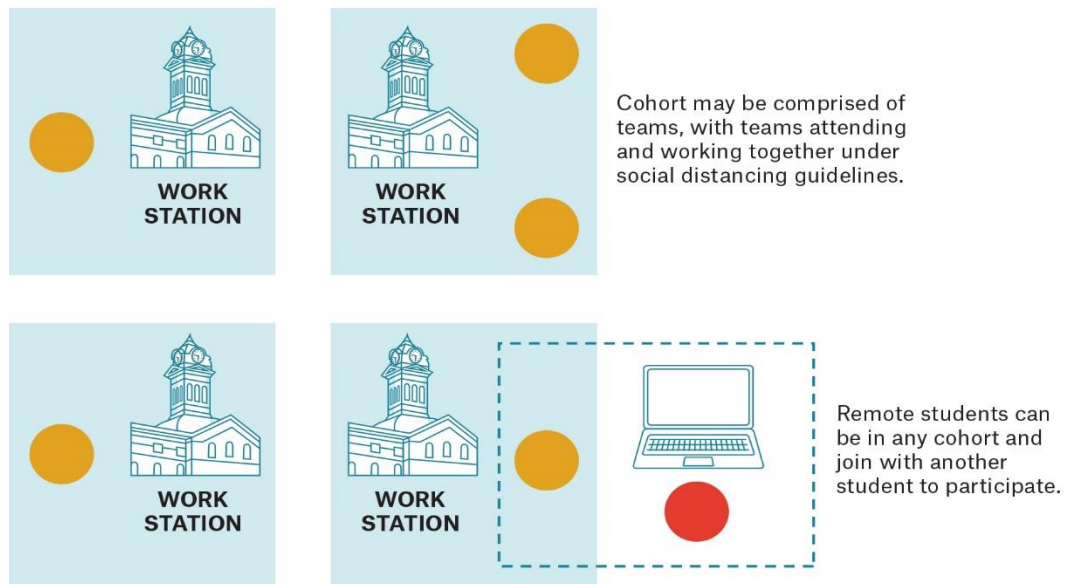 WORK
STATION
WORK
STATION
Cohort may be comprised of
teams, with teams attending
and working together under
social distancing guidelines.
WORK
STATION
WORK
STATION
Remote students can
be in any cohort and
join with another
student to participate.